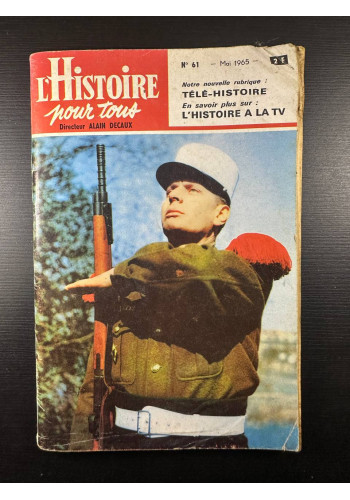 L'HISTOIRE
pour tous
Directeur ALAIN DECAUX
N° 61 - Mai 1965 - 2 F
Notre nouvelle rubrique :
TÉLÉ-HISTOIRE
En savoir plus sur :
L'HISTOIRE A LA TV